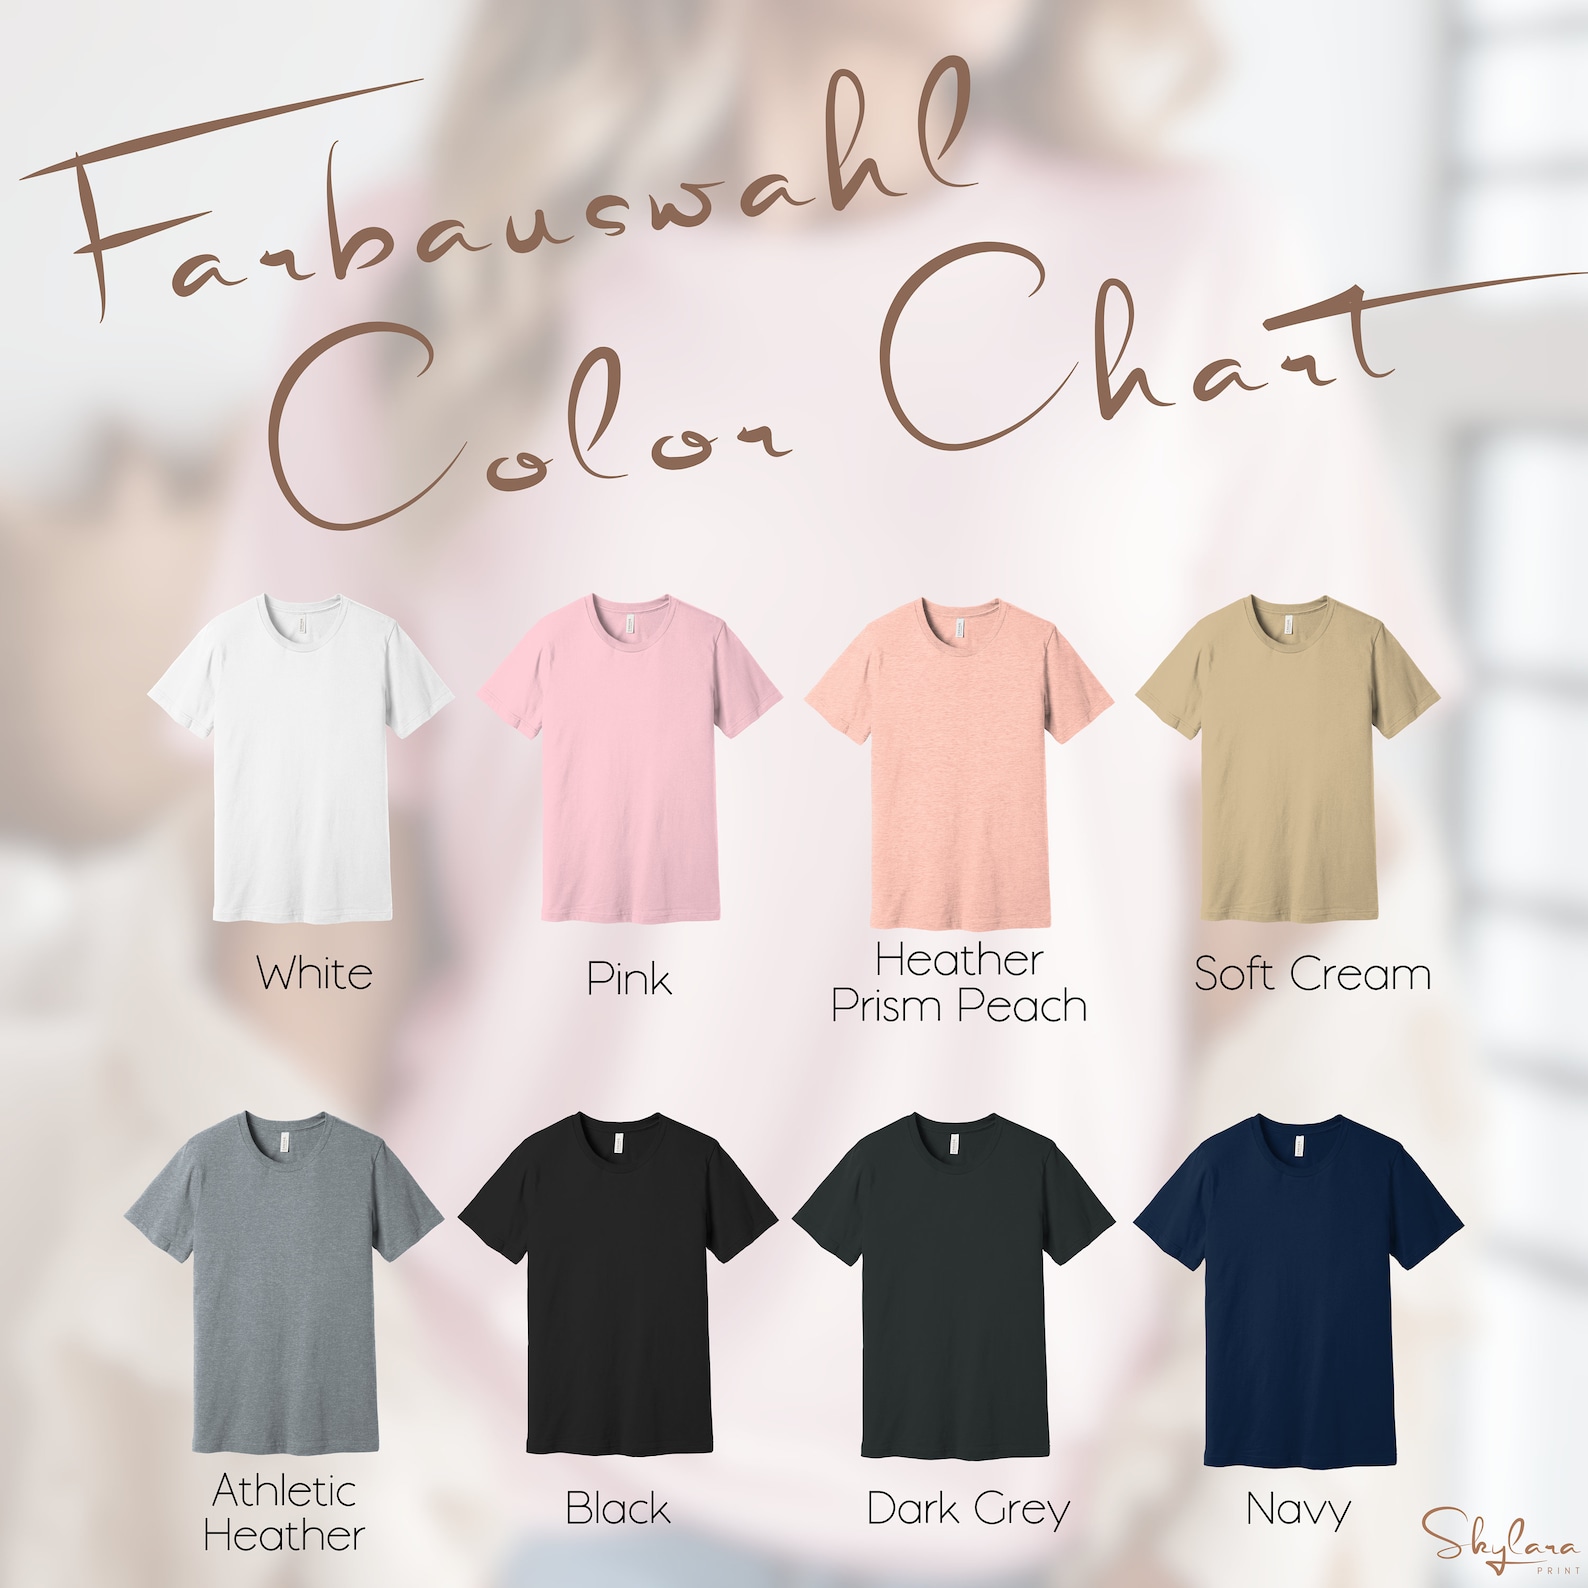 Farbauswahl
Color Chart
White
Pink
Heather
Prism Peach
Soft Cream
Athletic
Heather
Black
Dark Grey
Navy
Skylara
PRINT